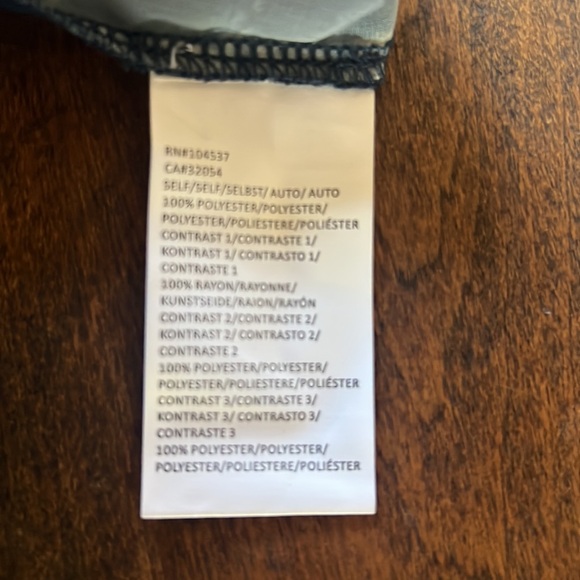 RN#104537
CA#32054
SELF/SELF/SELBST/ AUTO/ AUTO
100% POLYESTER/POLYESTER/
POLYESTER/POLIESTERE/POLIÉSTER
CONTRAST 1/CONTRASTE 1/
KONTRAST 1/ CONTRASTO 1/
CONTRASTE 1
100% RAYON/RAYONNE/
KUNSTSEIDE/RAION/RAYÓN
CONTRAST 2/CONTRASTE 2/
KONTRAST 2/ CONTRASTO 2/
CONTRASTE 2
100% POLYESTER/POLYESTER/
POLYESTER/POLIESTERE/POLIÉSTER
CONTRAST 3/CONTRASTE 3/
KONTRAST 3/ CONTRASTO 3/
CONTRASTE 3
100% POLYESTER/POLYESTER/
POLYESTER/POLIESTERE/POLIÉSTER